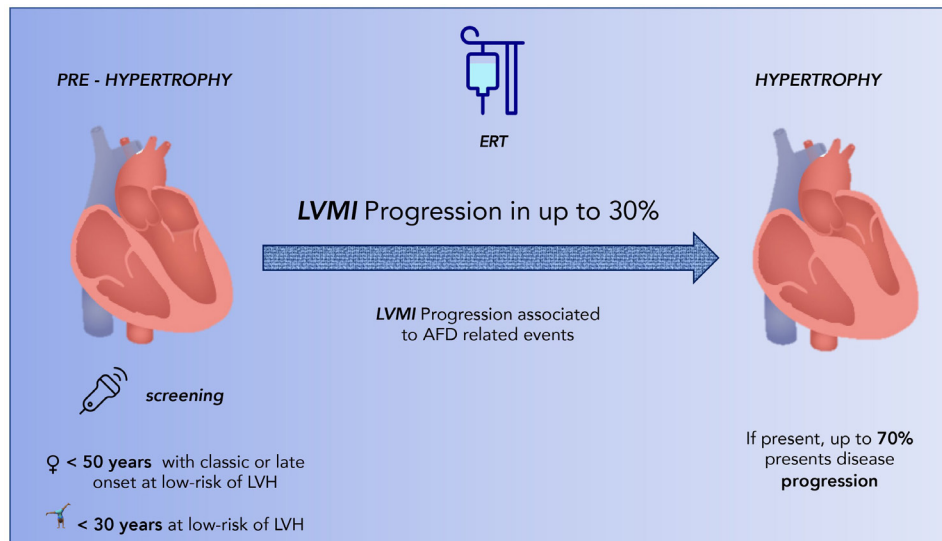 PRE - HYPERTROPHY
ERT
HYPERTROPHY
LVMI Progression in up to 30%
LVMI Progression associated
to AFD related events
screening
♀ < 50 years with classic or late
onset at low-risk of LVH
< 30 years at low-risk of LVH
If present, up to 70%
presents disease
progression